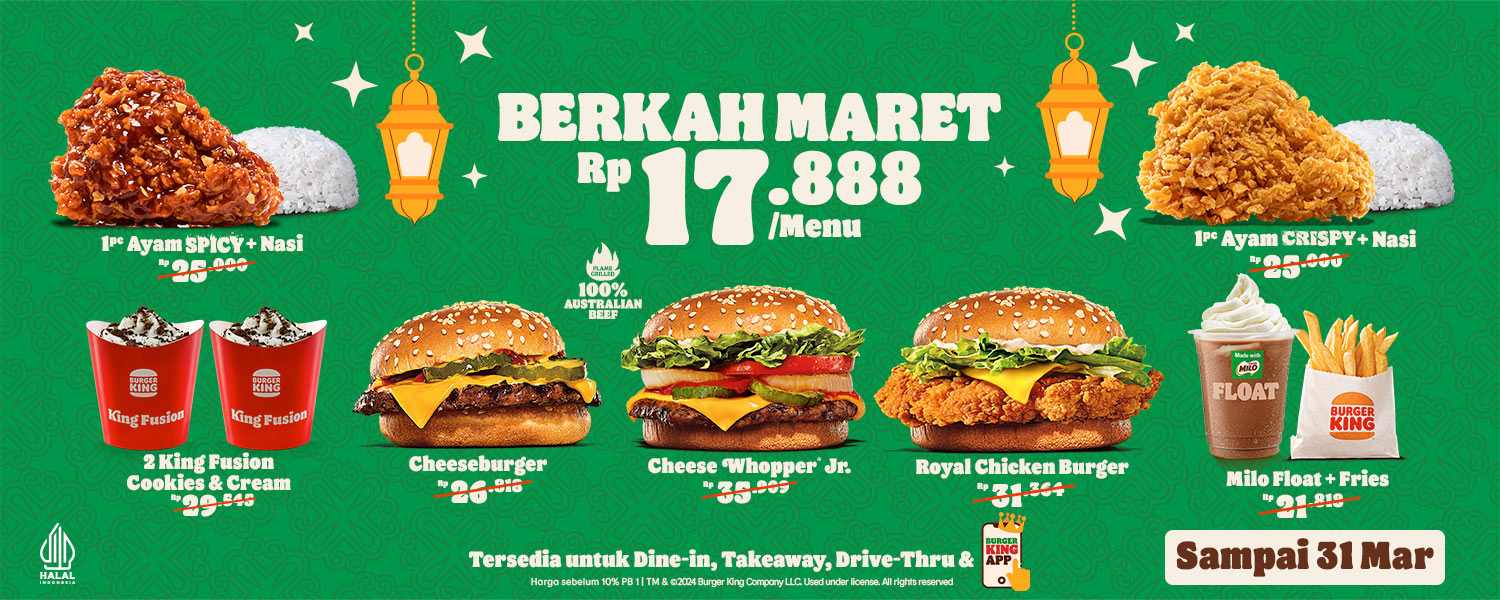 BERKAH MARET
Rp 17.888
/Menu
1pc Ayam SPICY + Nasi
Rp 25.000
1pc Ayam CRISPY + Nasi
Rp 25.000
FLAME
GRILLED
100%
AUSTRALIAN
BEEF
BURGER
KING
King Fusion
BURGER
KING
King Fusion
2 King Fusion
Cookies & Cream
Rp 29.545
Cheeseburger
Rp 26.818
Cheese Whopper® Jr.
Rp 35.909
Royal Chicken Burger
Rp 31.364
Made with
MILO
FLOAT
BURGER
KING
Milo Float + Fries
Rp 21.818
HALAL
INDONESIA
Tersedia untuk Dine-in, Takeaway, Drive-Thru &
BURGER
KING
APP
Harga sebelum 10% PB 1 | TM & ©2024 Burger King Company LLC. Used under license. All rights reserved
Sampai 31 Mar